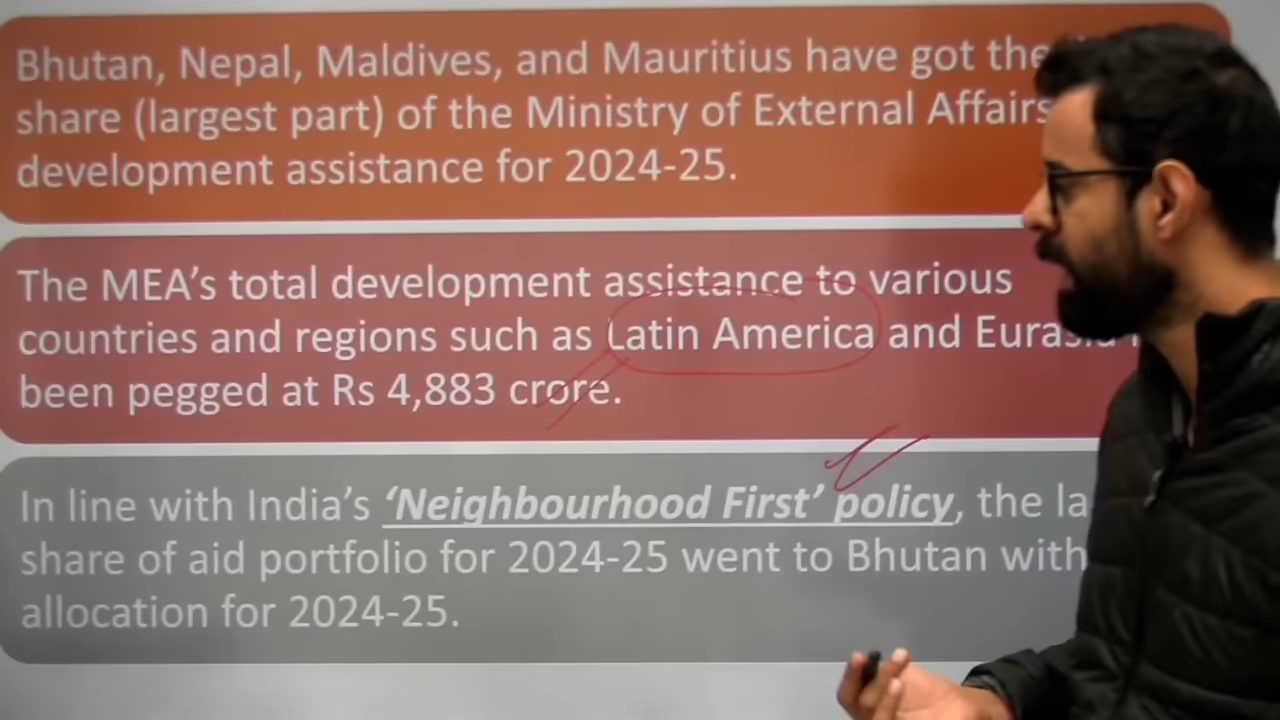 Bhutan, Nepal, Maldives, and Mauritius have got the
share (largest part) of the Ministry of External Affairs
development assistance for 2024-25.
The MEA’s total development assistance to various
countries and regions such as Latin America and Eurasia
been pegged at Rs 4,883 crore.
In line with India’s ‘Neighbourhood First’ policy, the
share of aid portfolio for 2024-25 went to Bhutan with
allocation for 2024-25.